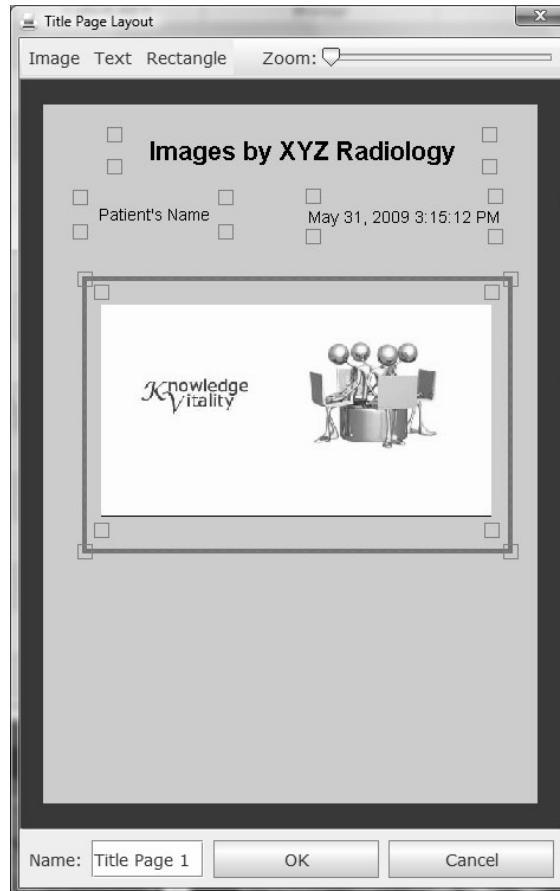 Title Page Layout
Image Text Rectangle Zoom:
Images by XYZ Radiology
Patient's Name May 31, 2009 3:15:12 PM
Knowledge
Vitality
Name: Title Page 1 OK Cancel